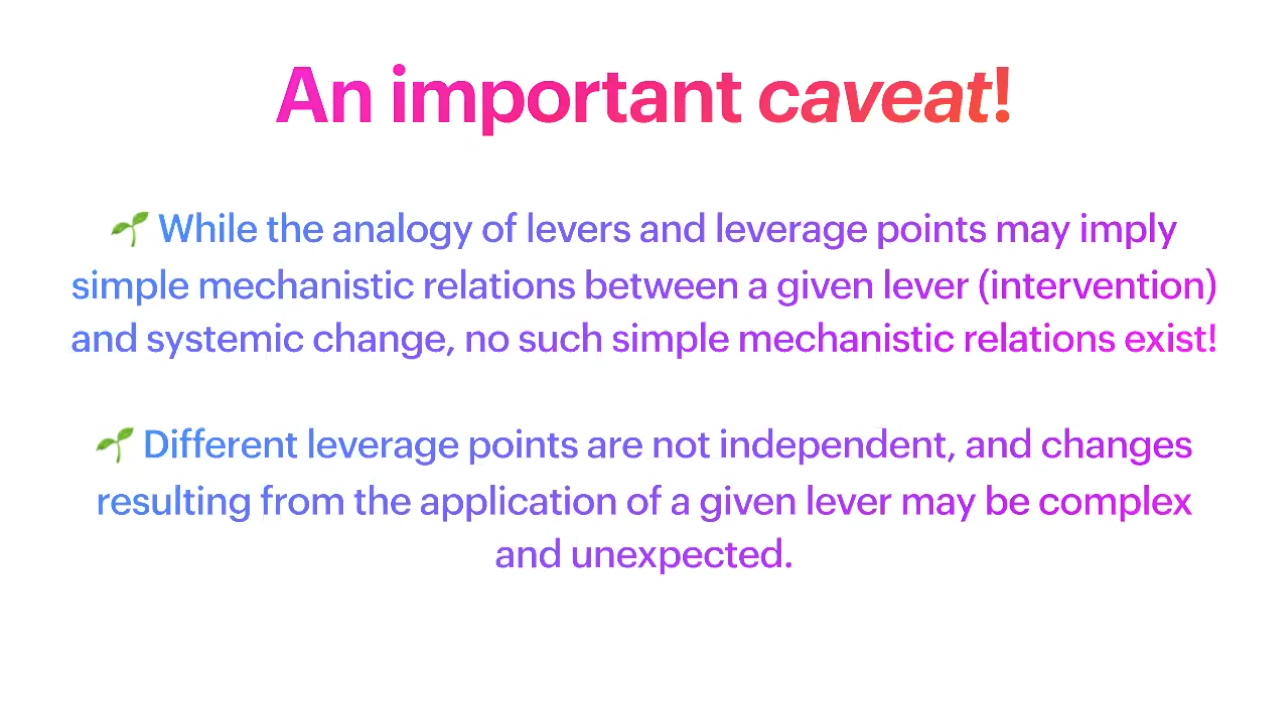 An important caveat!
🌱 While the analogy of levers and leverage points may imply
simple mechanistic relations between a given lever (intervention)
and systemic change, no such simple mechanistic relations exist!
🌱 Different leverage points are not independent, and changes
resulting from the application of a given lever may be complex
and unexpected.